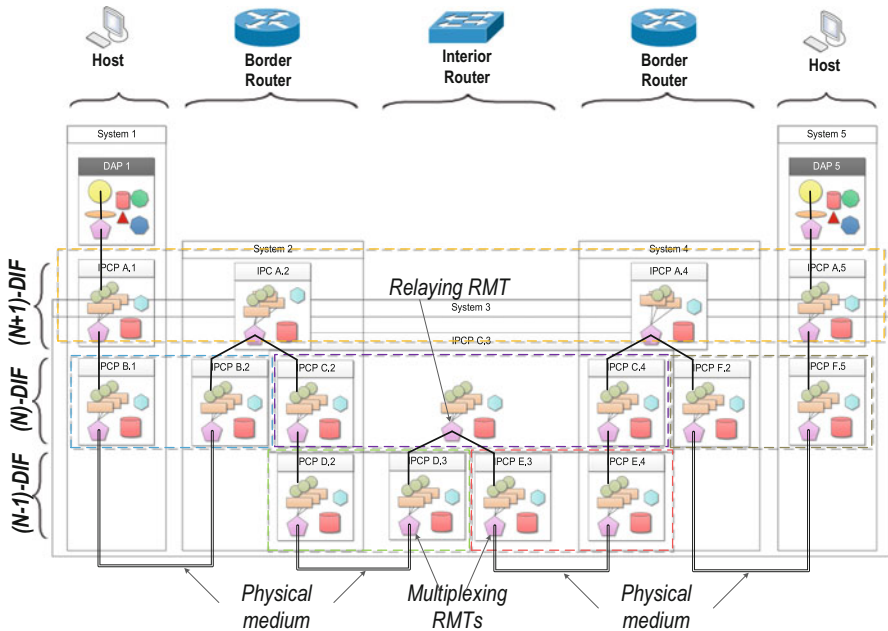 Host
Border
Router
Interior
Router
Border
Router
Host
System 1
System 5
DAP 1
DAP 5
System 2
System 4
(N+1)-DIF
IPCP A.1
IPC A.2
Relaying RMT
IPCP A.4
IPCP A.5
System 3
IPCP C.3
(N)-DIF
IPCP B.1
IPCP B.2
IPCP C.2
IPCP C.4
IPCP F.2
IPCP F.5
(N-1)-DIF
IPCP D.2
IPCP D.3
IPCP E.3
IPCP E.4
Physical
medium
Multiplexing
RMTs
Physical
medium